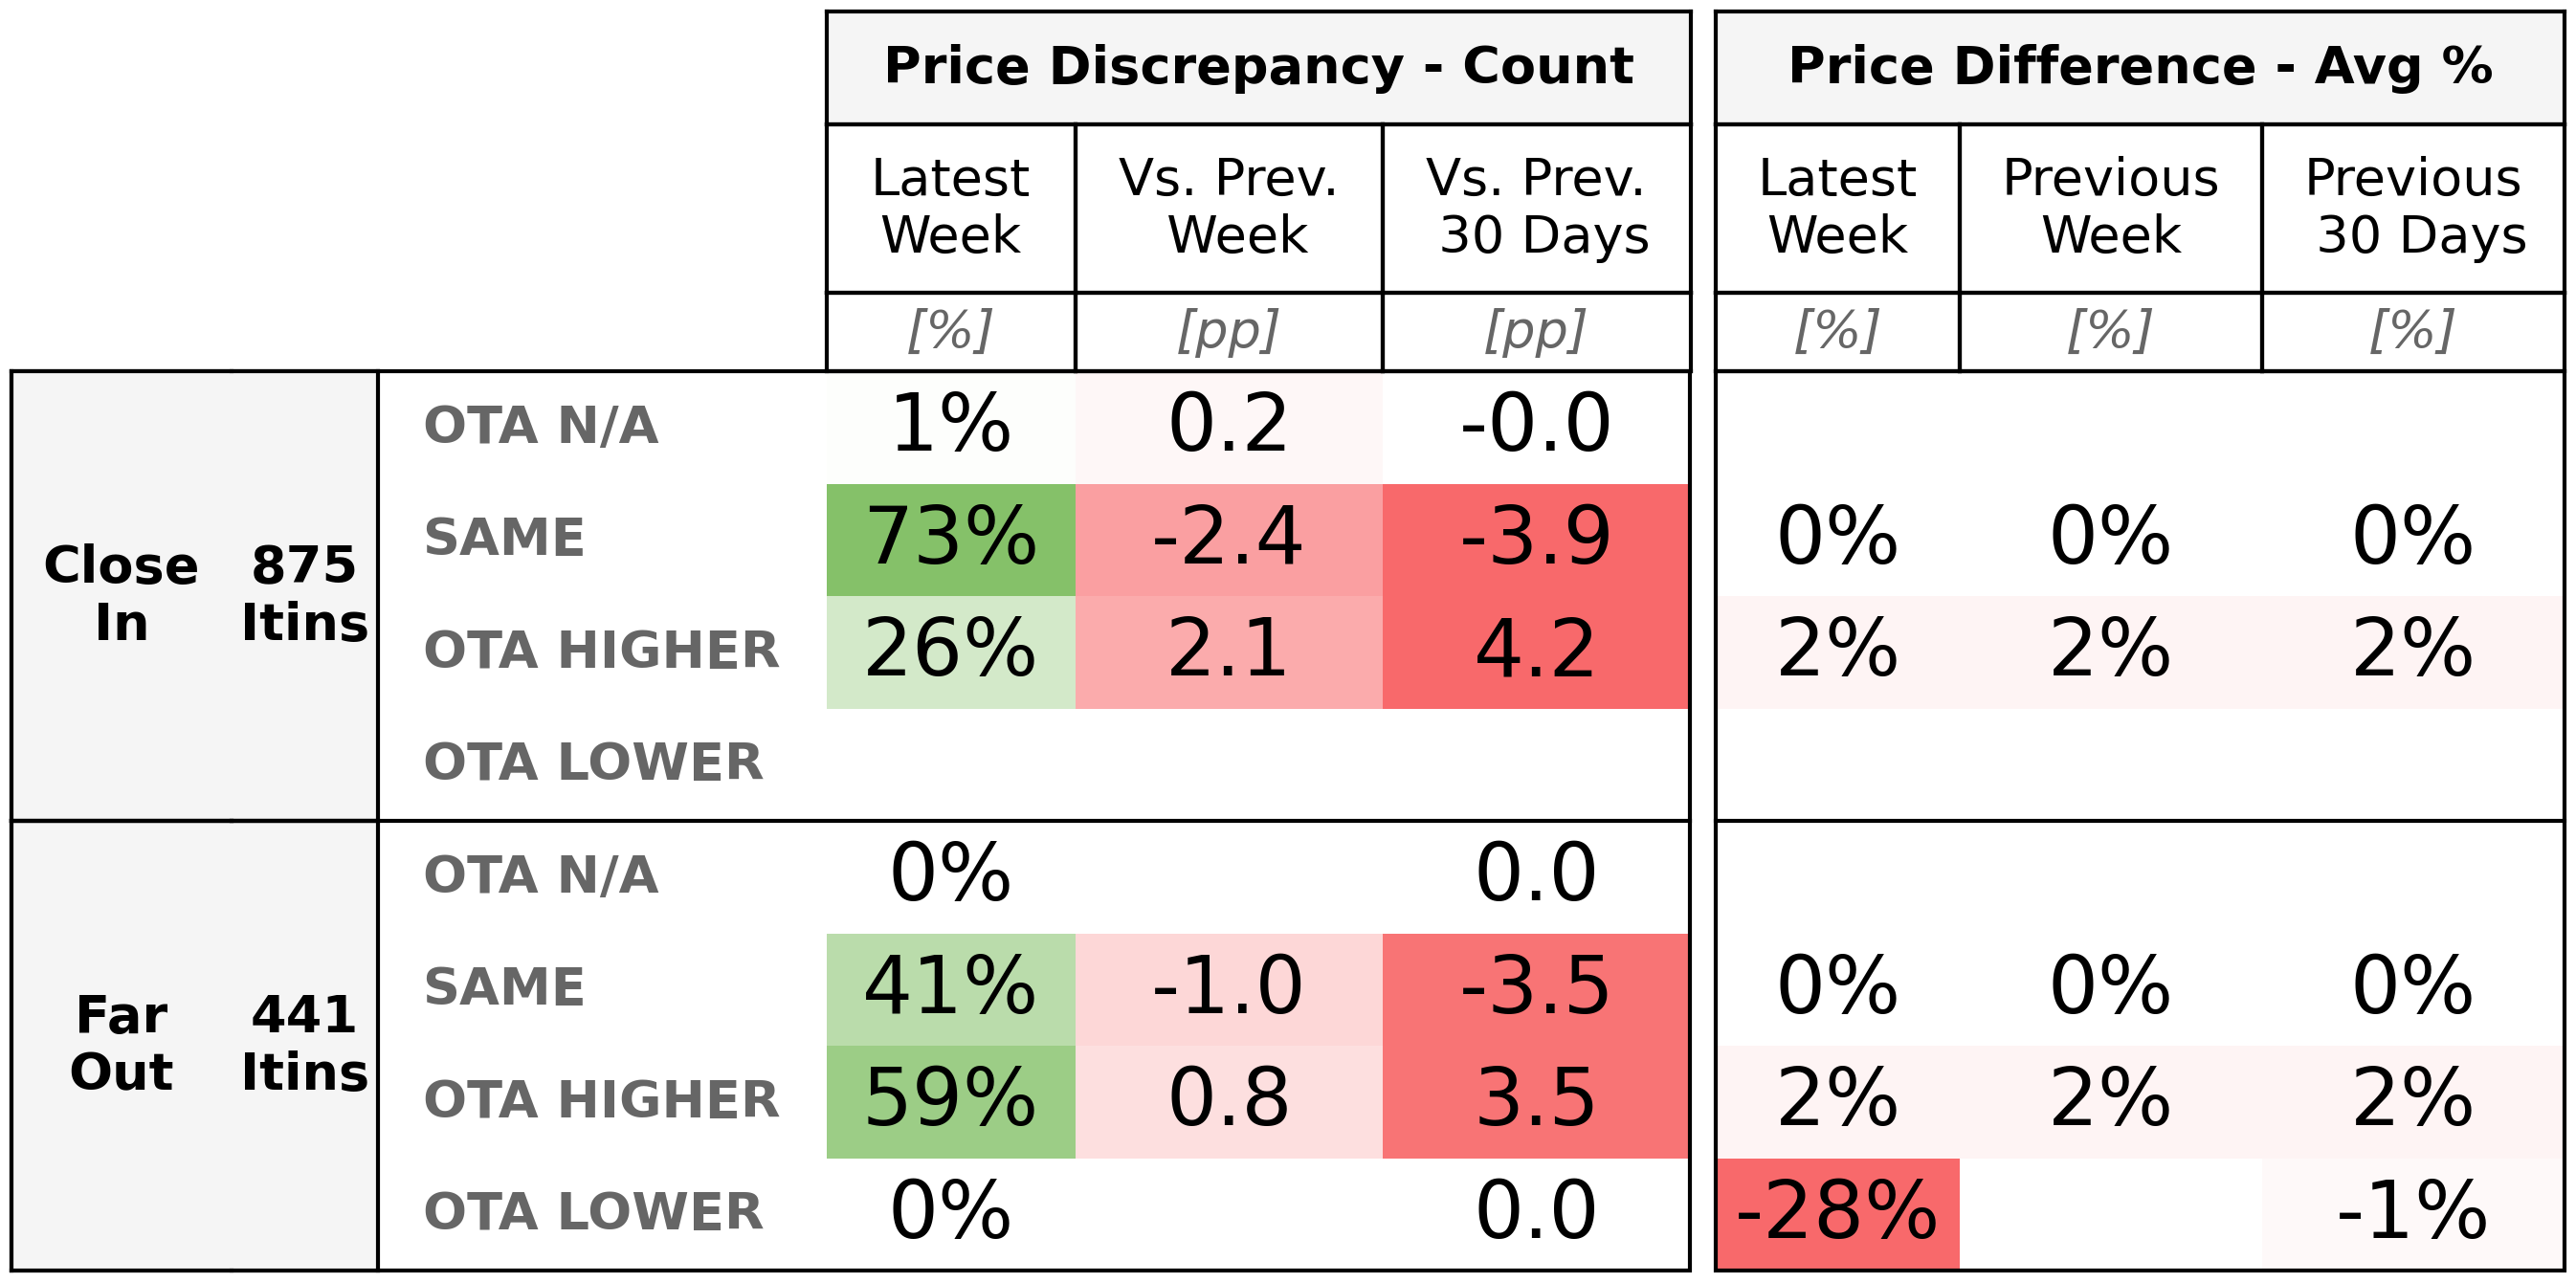 Price Discrepancy - Count Price Difference - Avg %
Latest Week Vs. Prev. Week Vs. Prev. 30 Days Latest Week Previous Week Previous 30 Days
[%] [pp] [pp] [%] [%] [%]
Close In 875 Itins
OTA N/A 1% 0.2 -0.0
SAME 73% -2.4 -3.9 0% 0% 0%
OTA HIGHER 26% 2.1 4.2 2% 2% 2%
OTA LOWER
Far Out 441 Itins
OTA N/A 0% 0.0
SAME 41% -1.0 -3.5 0% 0% 0%
OTA HIGHER 59% 0.8 3.5 2% 2% 2%
OTA LOWER 0% 0.0 -28% -1%